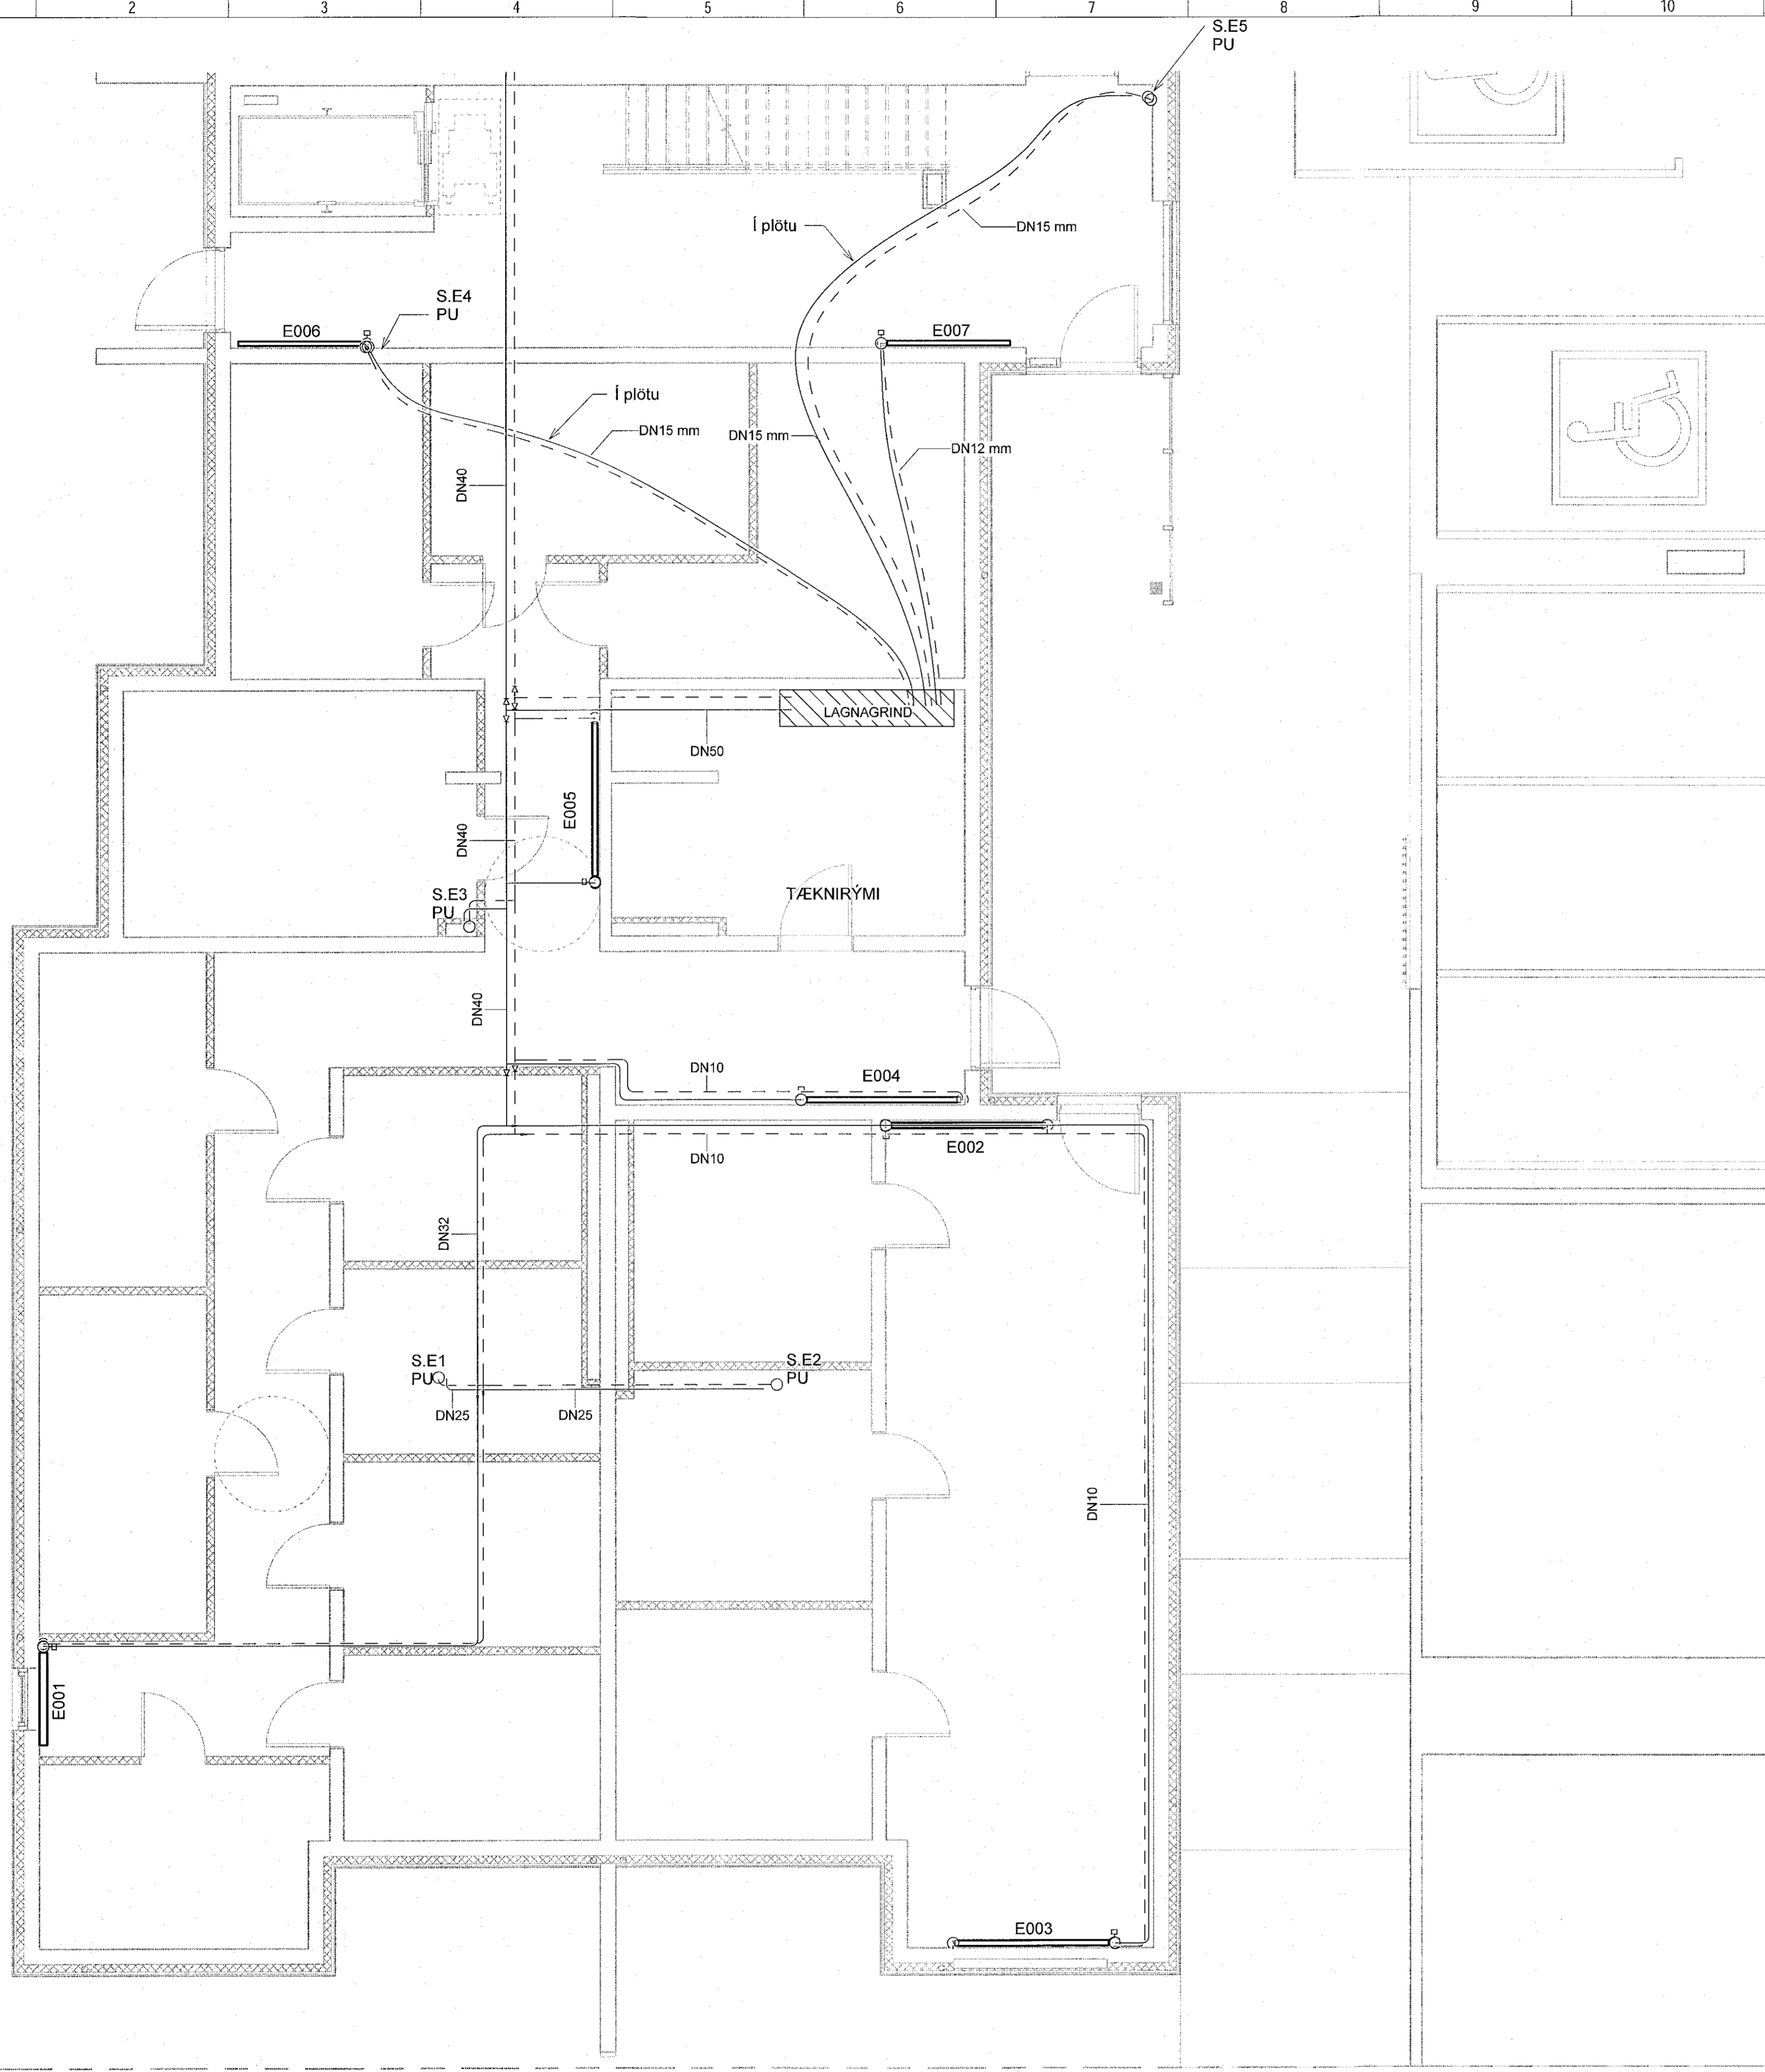 2 3 4 5 6 7 8 9 10
S.E5
PU
Í plötu
DN15 mm
S.E4
PU
E006
E007
Í plötu
DN15 mm
DN15 mm
DN12 mm
DN40
LAGNAGRIND
DN50
E005
DN40
S.E3
PU
TÆKNIRÝMI
DN40
DN10
E004
DN10
E002
DN32
S.E1
PU
S.E2
PU
DN25
DN25
DN10
E001
E003